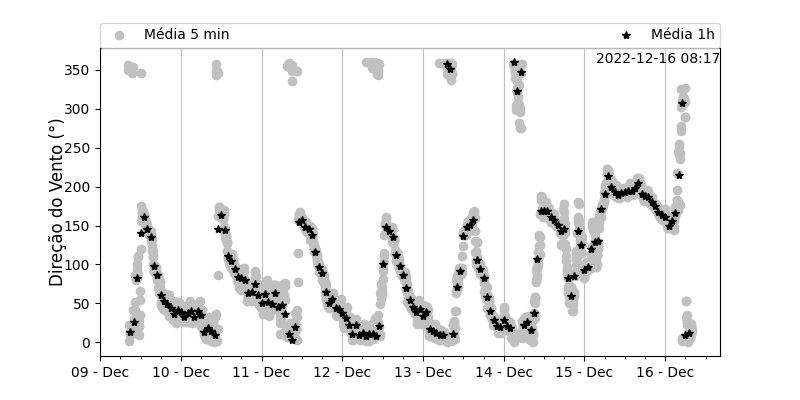 Média 5 min
Média 1h
2022-12-16 08:17
Direção do Vento (°)
350
300
250
200
150
100
50
0
09 - Dec
10 - Dec
11 - Dec
12 - Dec
13 - Dec
14 - Dec
15 - Dec
16 - Dec